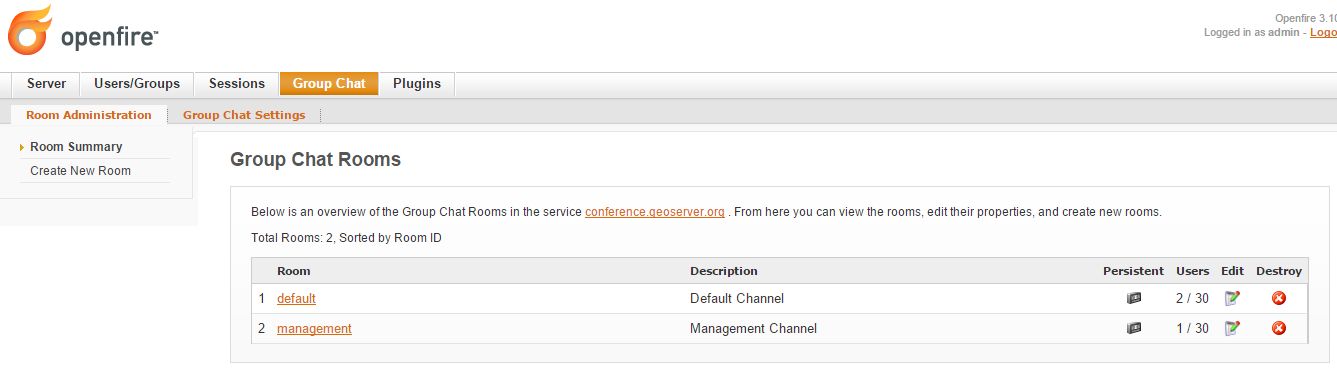 openfire™
Openfire 3.10
Logged in as admin - Logo
Server Users/Groups Sessions Group Chat Plugins
Room Administration Group Chat Settings
Room Summary
Create New Room
Group Chat Rooms
Below is an overview of the Group Chat Rooms in the service conference.geoserver.org . From here you can view the rooms, edit their properties, and create new rooms.
Total Rooms: 2, Sorted by Room ID
Room Description Persistent Users Edit Destroy
1 default Default Channel 2 / 30
2 management Management Channel 1 / 30